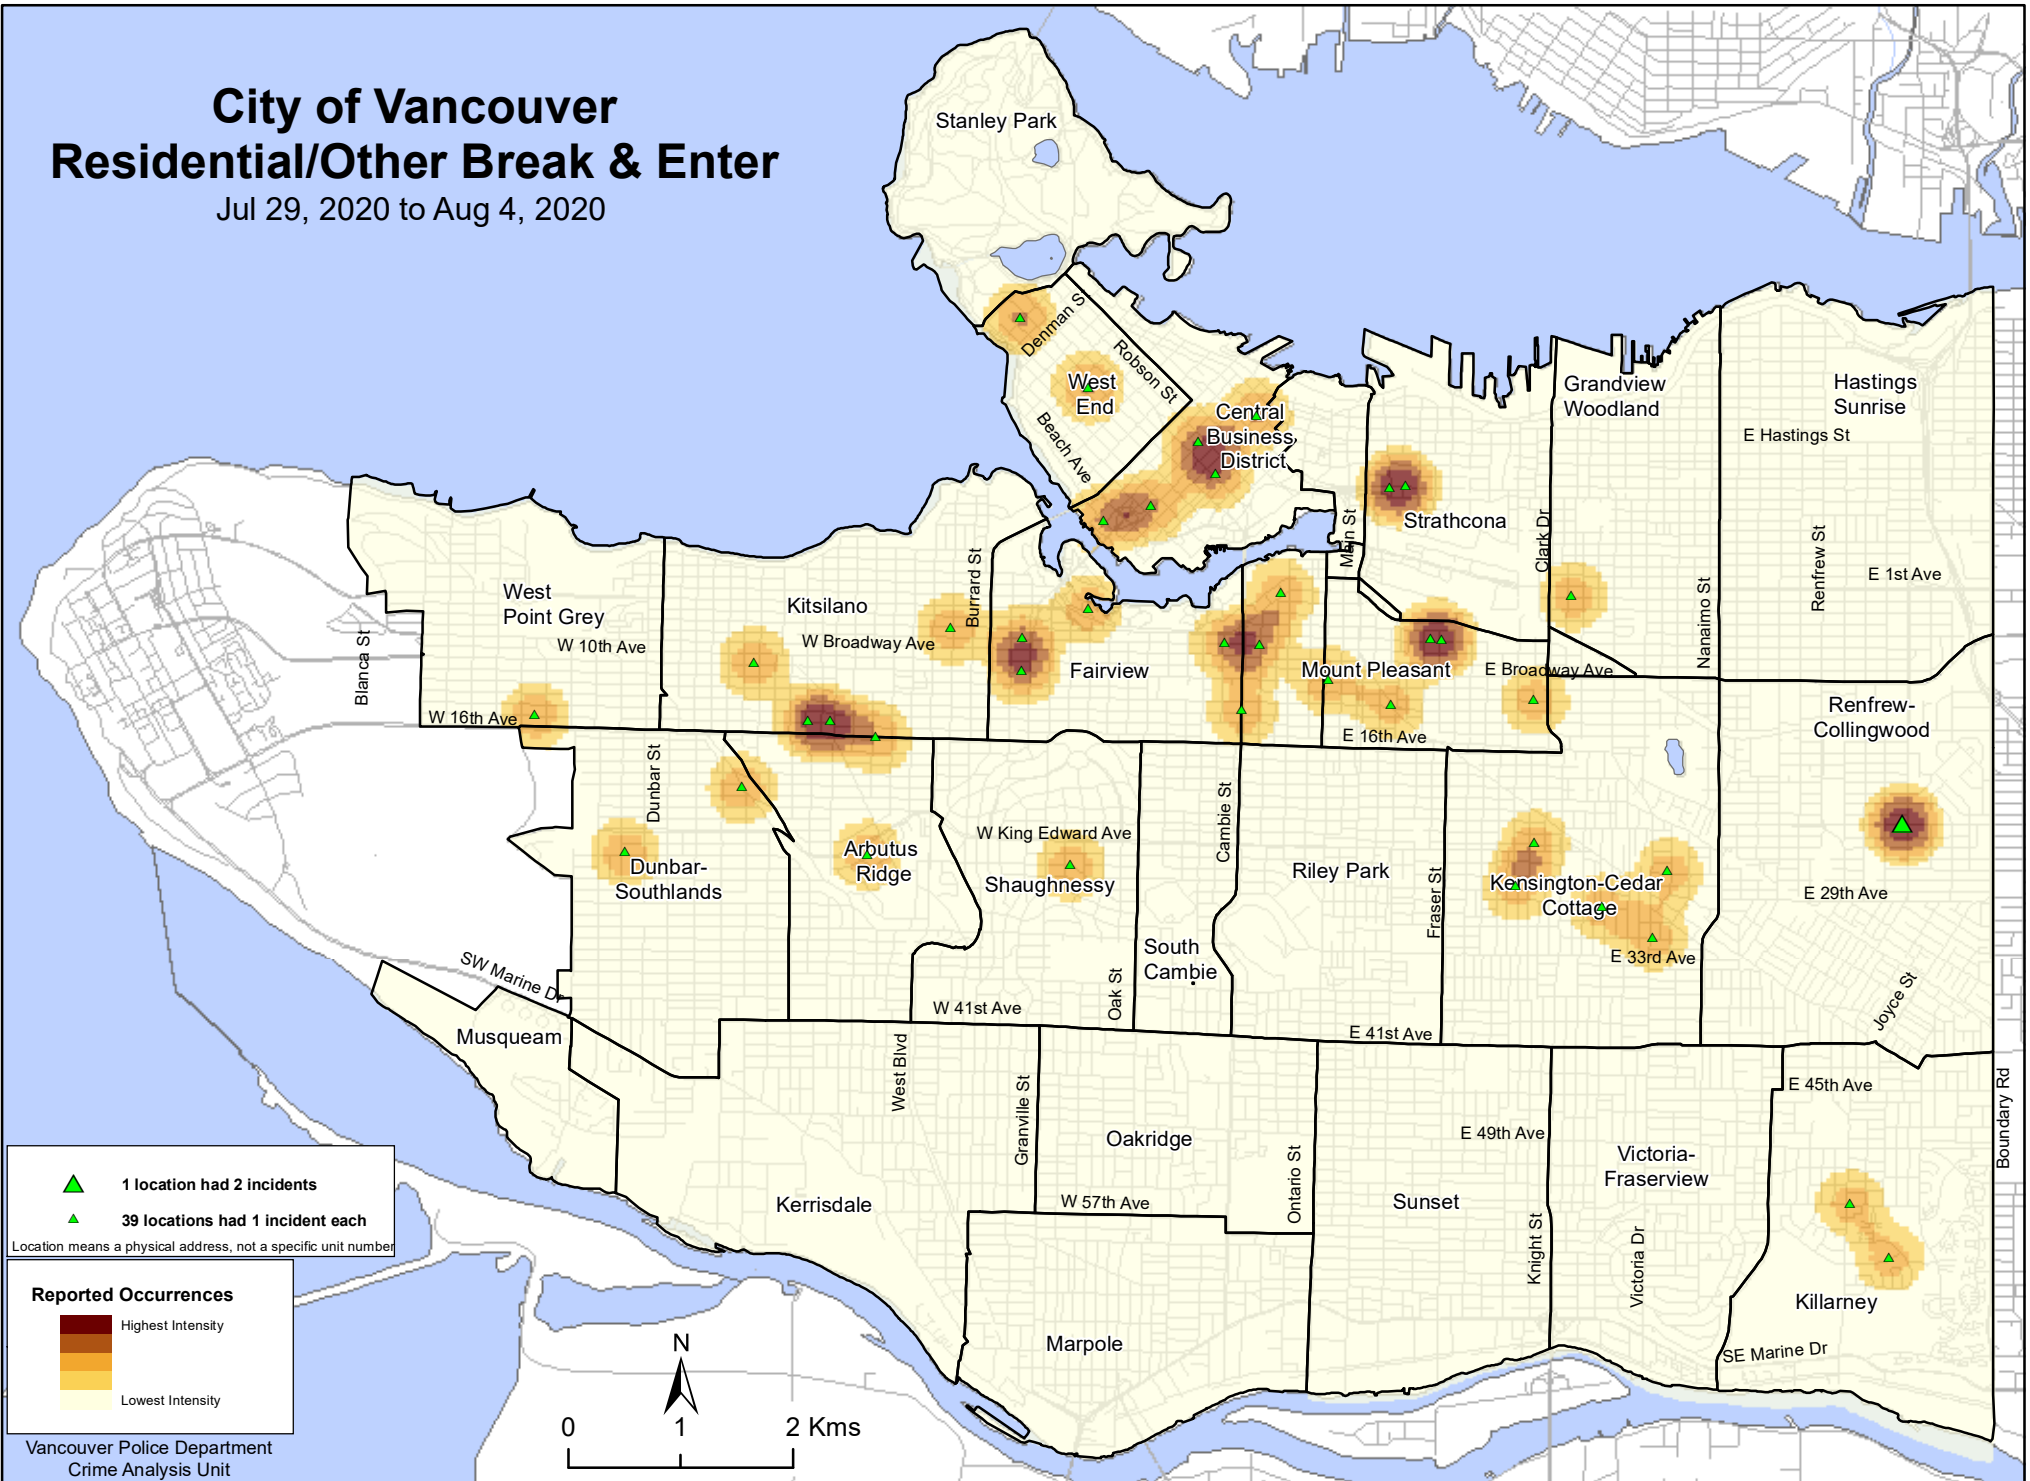 City of Vancouver
Residential/Other Break & Enter
Jul 29, 2020 to Aug 4, 2020
Stanley Park
Denman S
Robson St
West
End
Beach Ave
Central
Business
District
Main St
Strathcona
Clark Dr
Grandview
Woodland
Nanaimo St
Hastings
Sunrise
E Hastings St
Renfrew St
E 1st Ave
West
Point Grey
W 10th Ave
Blanca St
W 16th Ave
Kitsilano
W Broadway Ave
Burrard St
Fairview
Mount Pleasant
E Broadway Ave
E 16th Ave
Renfrew-
Collingwood
Dunbar St
Dunbar-
Southlands
Arbutus
Ridge
W King Edward Ave
Shaughnessy
Cambie St
Riley Park
Fraser St
Kensington-Cedar
Cottage
E 29th Ave
E 33rd Ave
South
Cambie
Oak St
SW Marine Dr
Musqueam
W 41st Ave
E 41st Ave
Joyce St
West Blvd
Granville St
Oakridge
E 45th Ave
E 49th Ave
Boundary Rd
Victoria-
Fraserview
Kerrisdale
W 57th Ave
Ontario St
Sunset
Knight St
Victoria Dr
Killarney
Marpole
SE Marine Dr
1 location had 2 incidents
39 locations had 1 incident each
Location means a physical address, not a specific unit number
Reported Occurrences
Highest Intensity
Lowest Intensity
Vancouver Police Department
Crime Analysis Unit
N
0 1 2 Kms